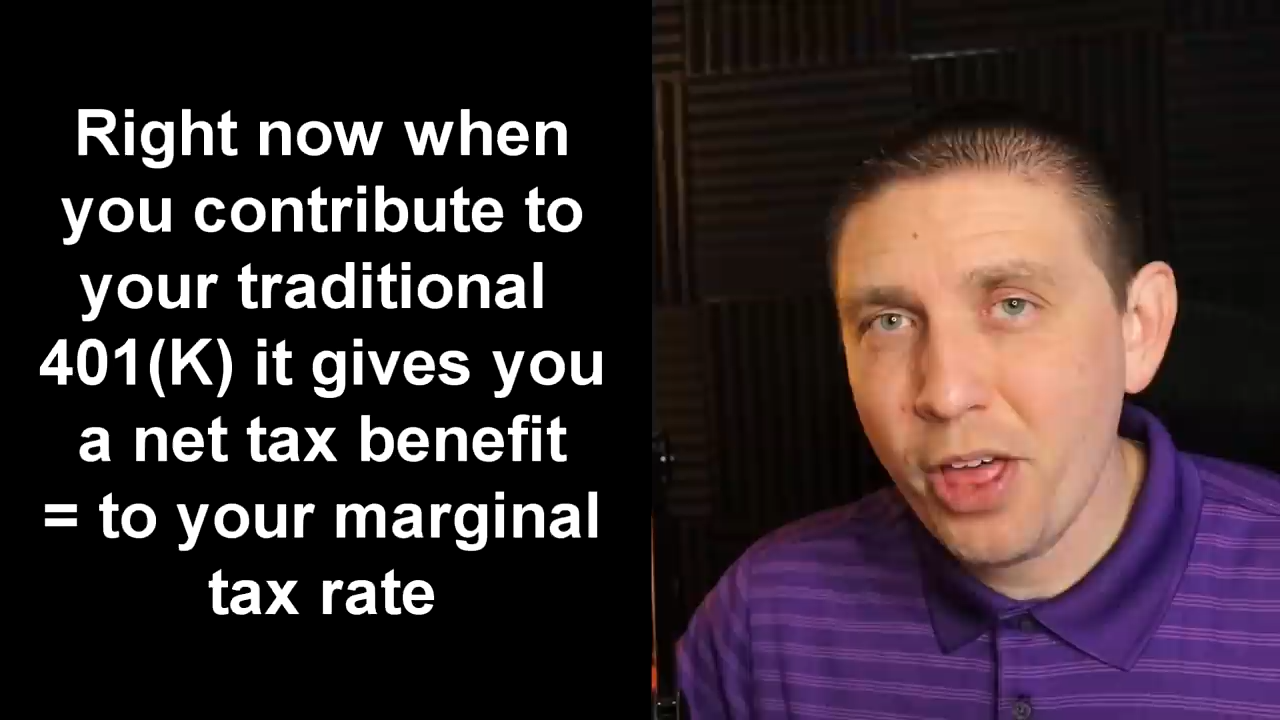 Right now when
you contribute to
your traditional
401(K) it gives you
a net tax benefit
= to your marginal
tax rate